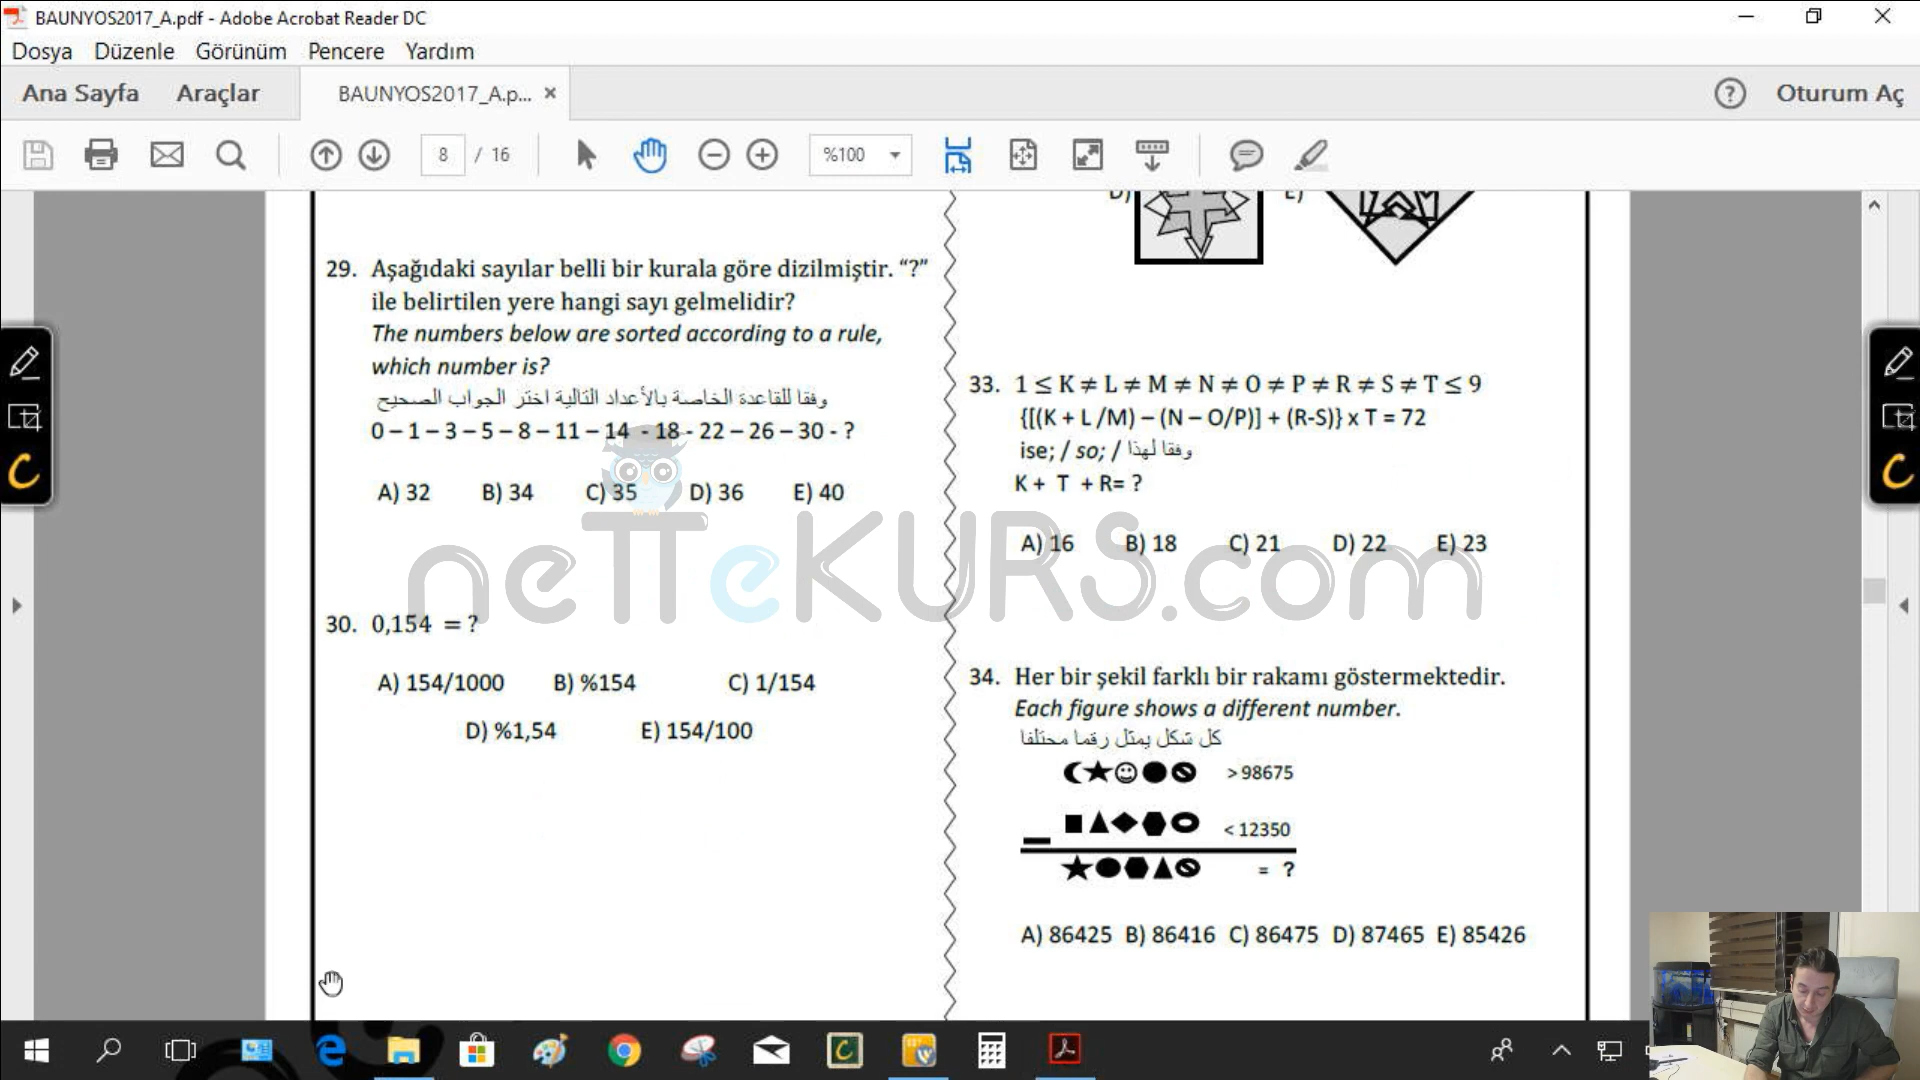 BAUNYOS2017_A.pdf - Adobe Acrobat Reader DC
Dosya Düzenle Görünüm Pencere Yardım
Ana Sayfa Araçlar BAUNYOS2017_A.p... × ? Oturum Aç
8 / 16 %100
D) E)
29. Aşağıdaki sayılar belli bir kurala göre dizilmiştir. “?”
ile belirtilen yere hangi sayı gelmelidir?
The numbers below are sorted according to a rule,
which number is?
وفقا للقاعدة الخاصة بالأعداد التالية اختر الجواب الصحيح
0 – 1 – 3 – 5 – 8 – 11 – 14 - 18 - 22 – 26 – 30 - ?
A) 32 B) 34 C) 35 D) 36 E) 40
30. 0,154 = ?
A) 154/1000 B) %154 C) 1/154
D) %1,54 E) 154/100
33. 1 ≤ K ≠ L ≠ M ≠ N ≠ O ≠ P ≠ R ≠ S ≠ T ≤ 9
{[(K + L /M) – (N – O/P)] + (R-S)} x T = 72
ise; / so; / وفقا لهذا
K + T + R= ?
A) 16 B) 18 C) 21 D) 22 E) 23
34. Her bir şekil farklı bir rakamı göstermektedir.
Each figure shows a different number.
كل شكل يمثل رقما مختلفا
> 98675
< 12350
= ?
A) 86425 B) 86416 C) 86475 D) 87465 E) 85426
neTTeKURS.com